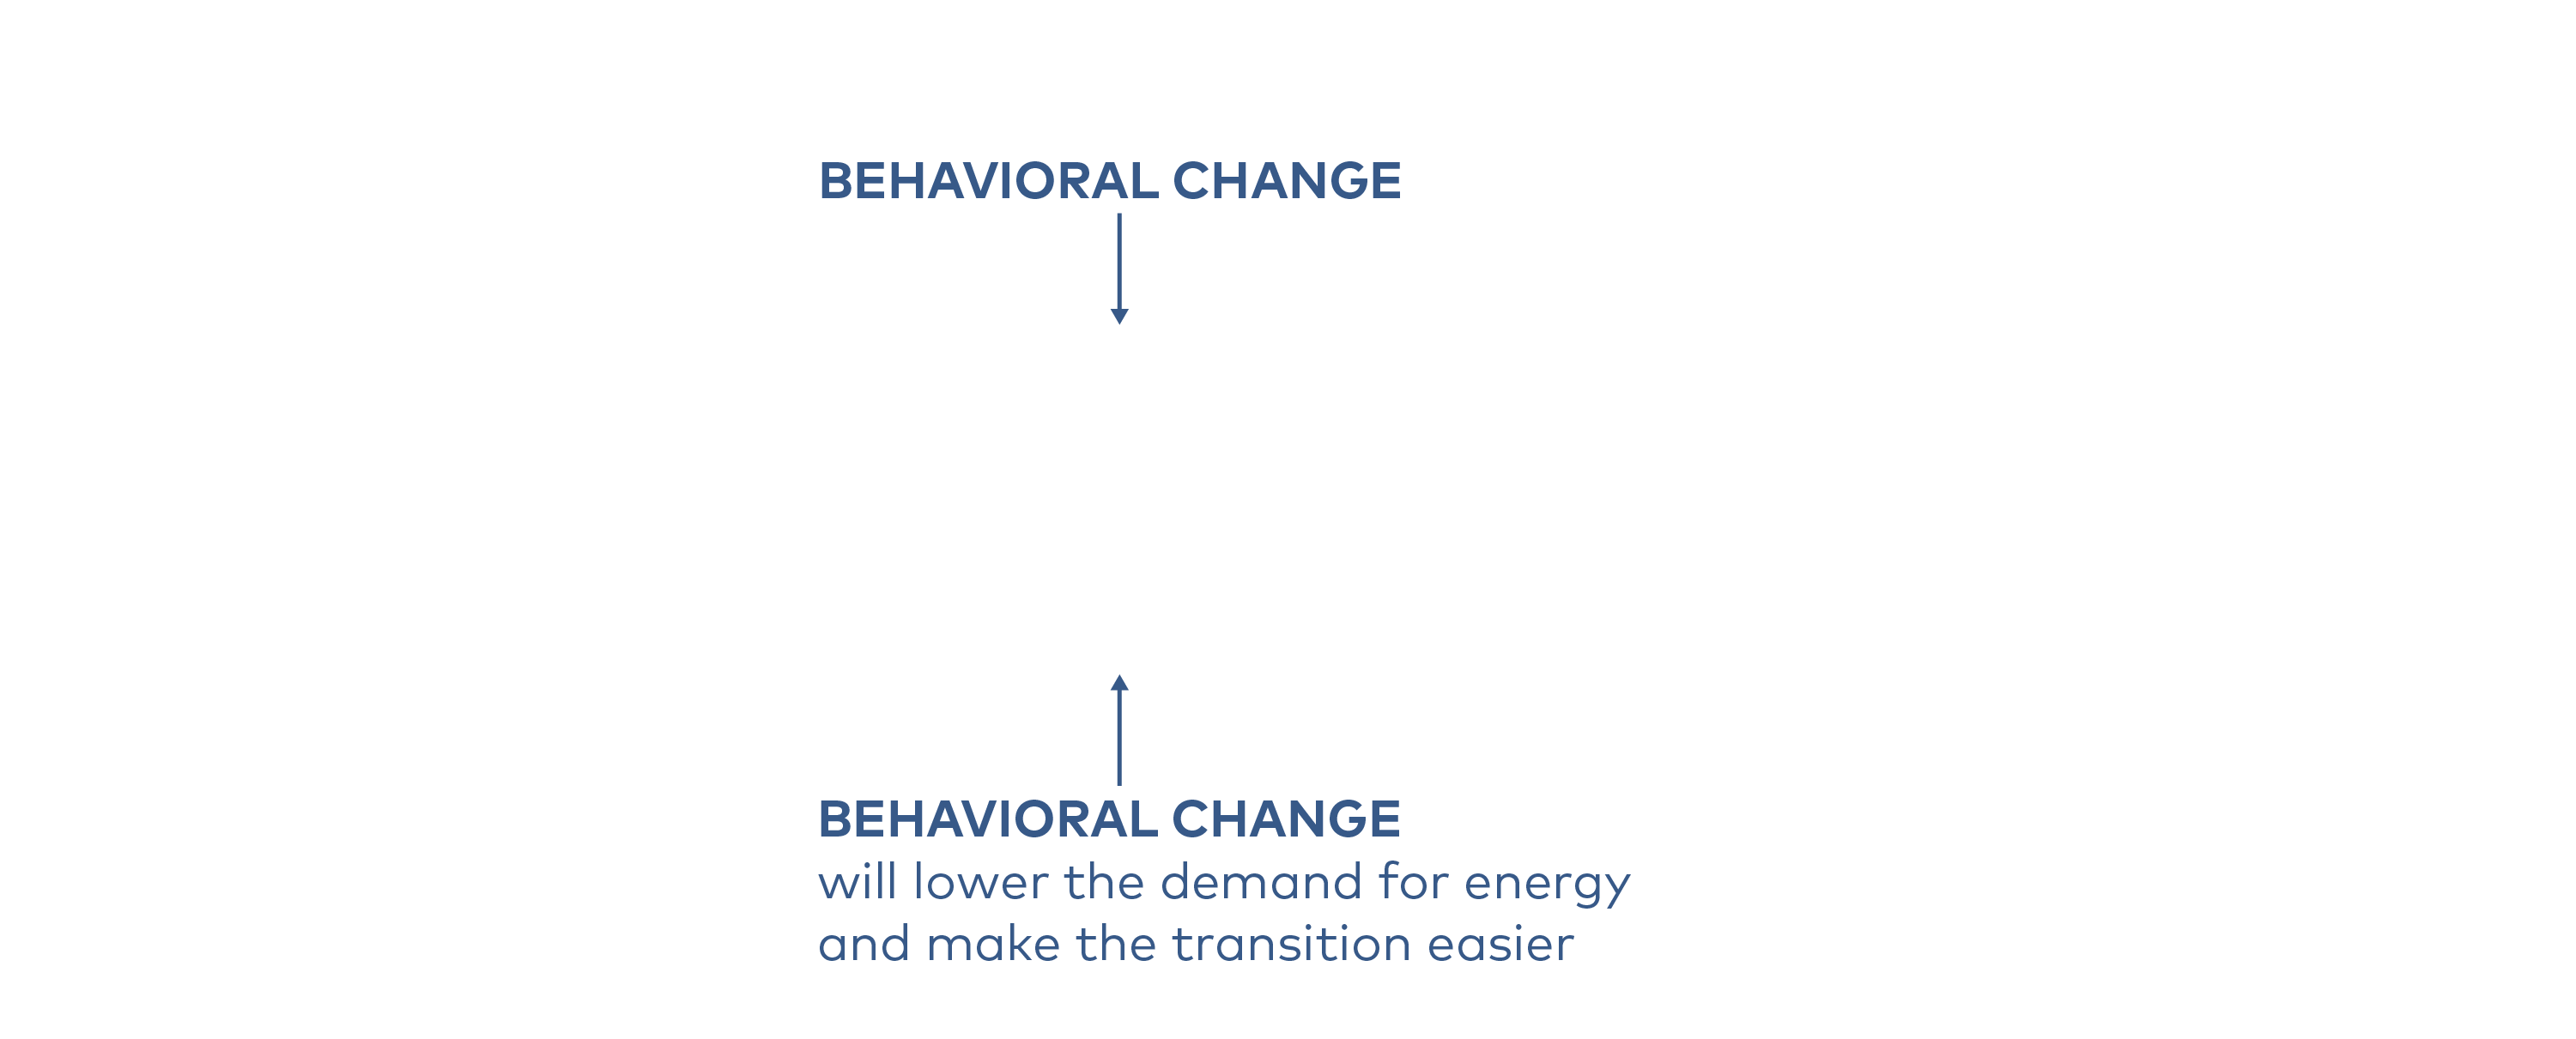 BEHAVIORAL CHANGE
BEHAVIORAL CHANGE
will lower the demand for energy
and make the transition easier